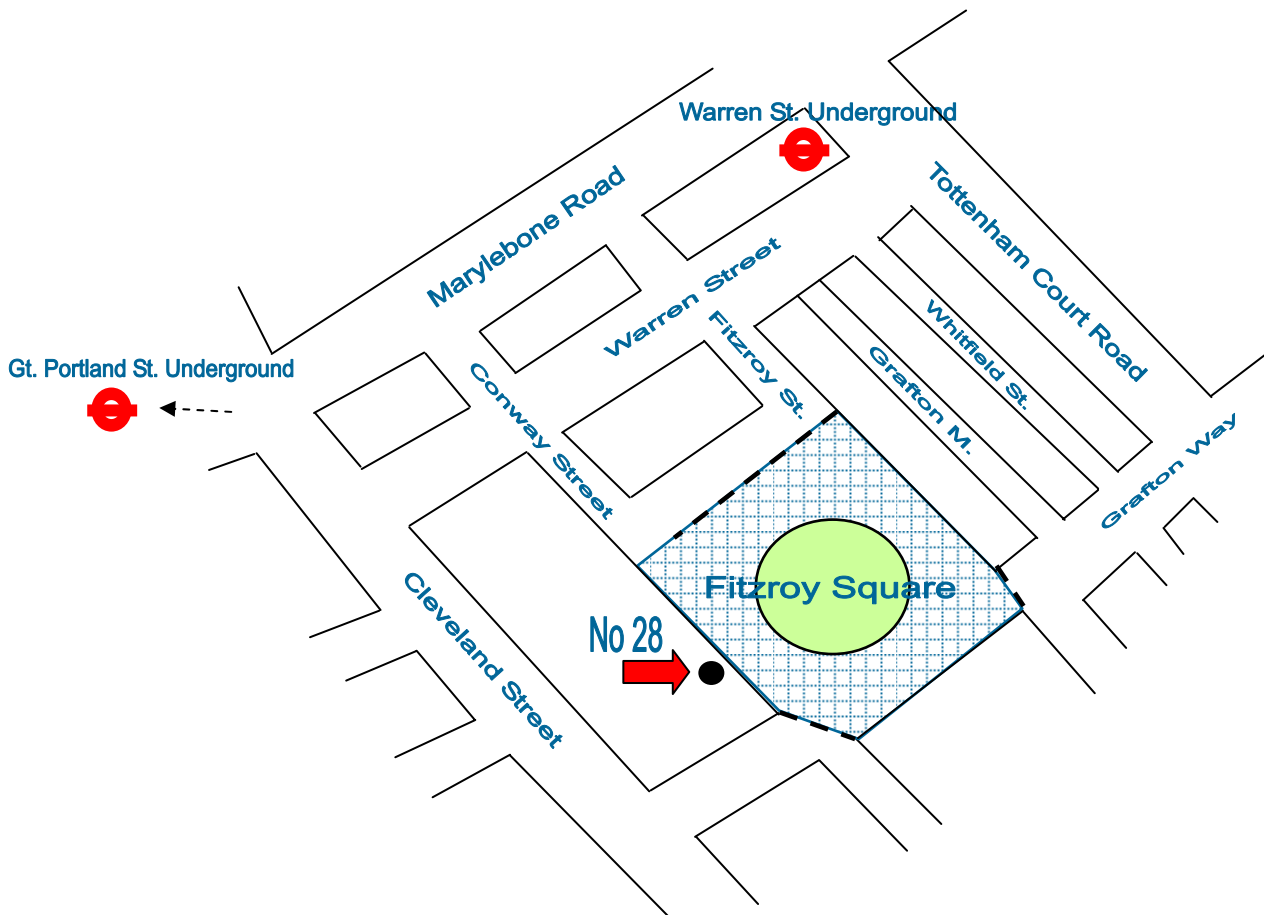 Warren St. Underground
Marylebone Road
Tottenham Court Road
Warren Street
Fitzroy St.
Whitfield St.
Grafton M.
Gt. Portland St. Underground
Conway Street
Grafton Way
Fitzroy Square
Cleveland Street
No 28